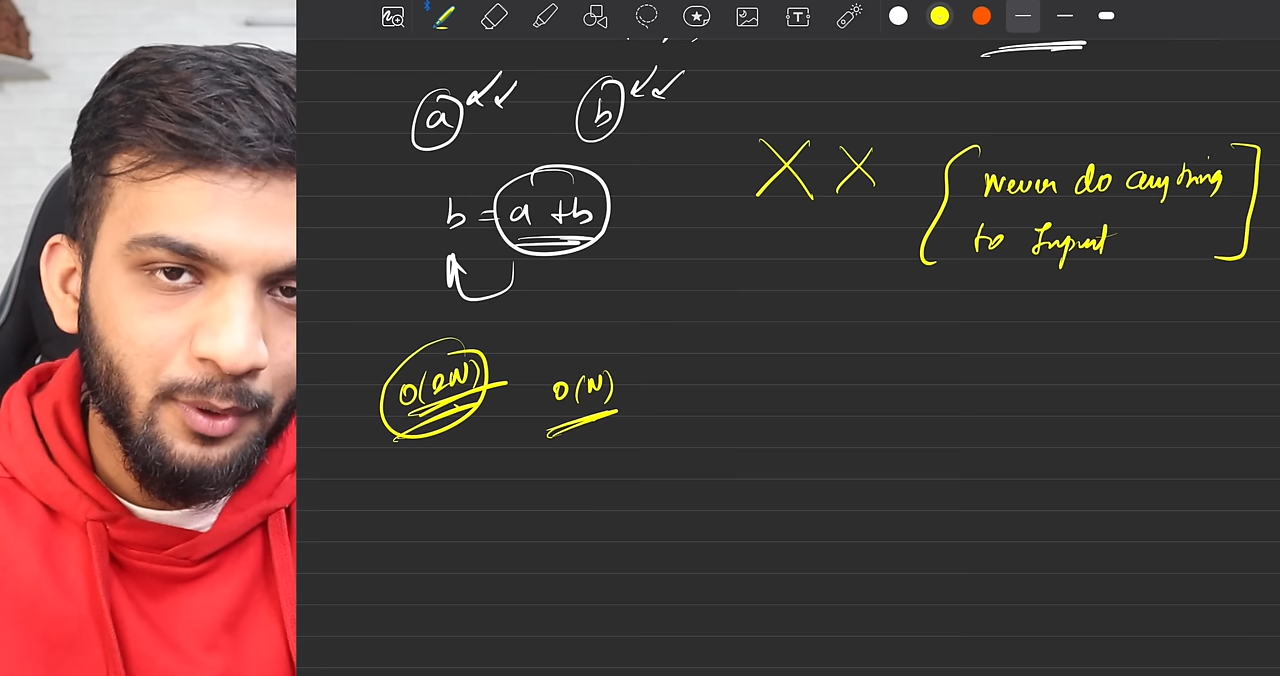 a b
b = a + b
X X
Never do anything
to Input
O(2N) O(N)